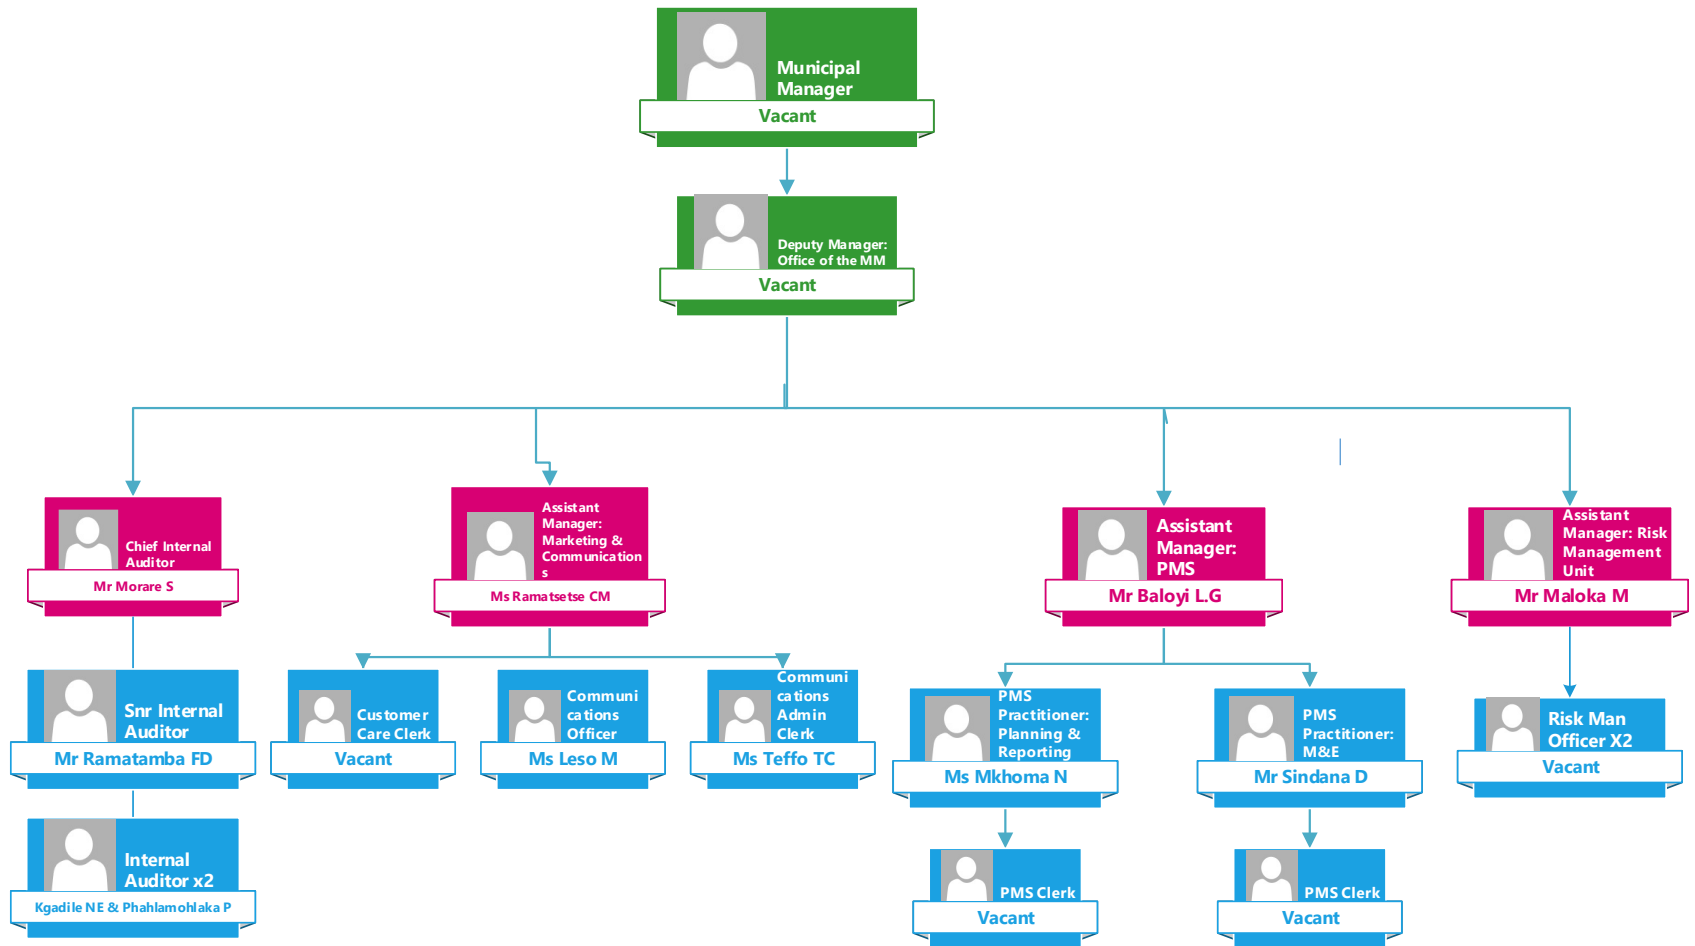 Municipal
Manager
Vacant
Deputy Manager:
Office of the MM
Vacant
Chief Internal
Auditor
Mr Morare S
Assistant
Manager:
Marketing &
Communication
s
Ms Ramatsetse CM
Assistant
Manager:
PMS
Mr Baloyi L.G
Assistant
Manager: Risk
Management
Unit
Mr Maloka M
Snr Internal
Auditor
Mr Ramatamba FD
Customer
Care Clerk
Vacant
Communi
cations
Officer
Ms Leso M
Communi
cations
Admin
Clerk
Ms Teffo TC
PMS
Practitioner:
Planning &
Reporting
Ms Mkhoma N
PMS
Practitioner:
M&E
Mr Sindana D
Risk Man
Officer X2
Vacant
Internal
Auditor x2
Kgadile NE & Phahlamohlaka P
PMS Clerk
Vacant
PMS Clerk
Vacant